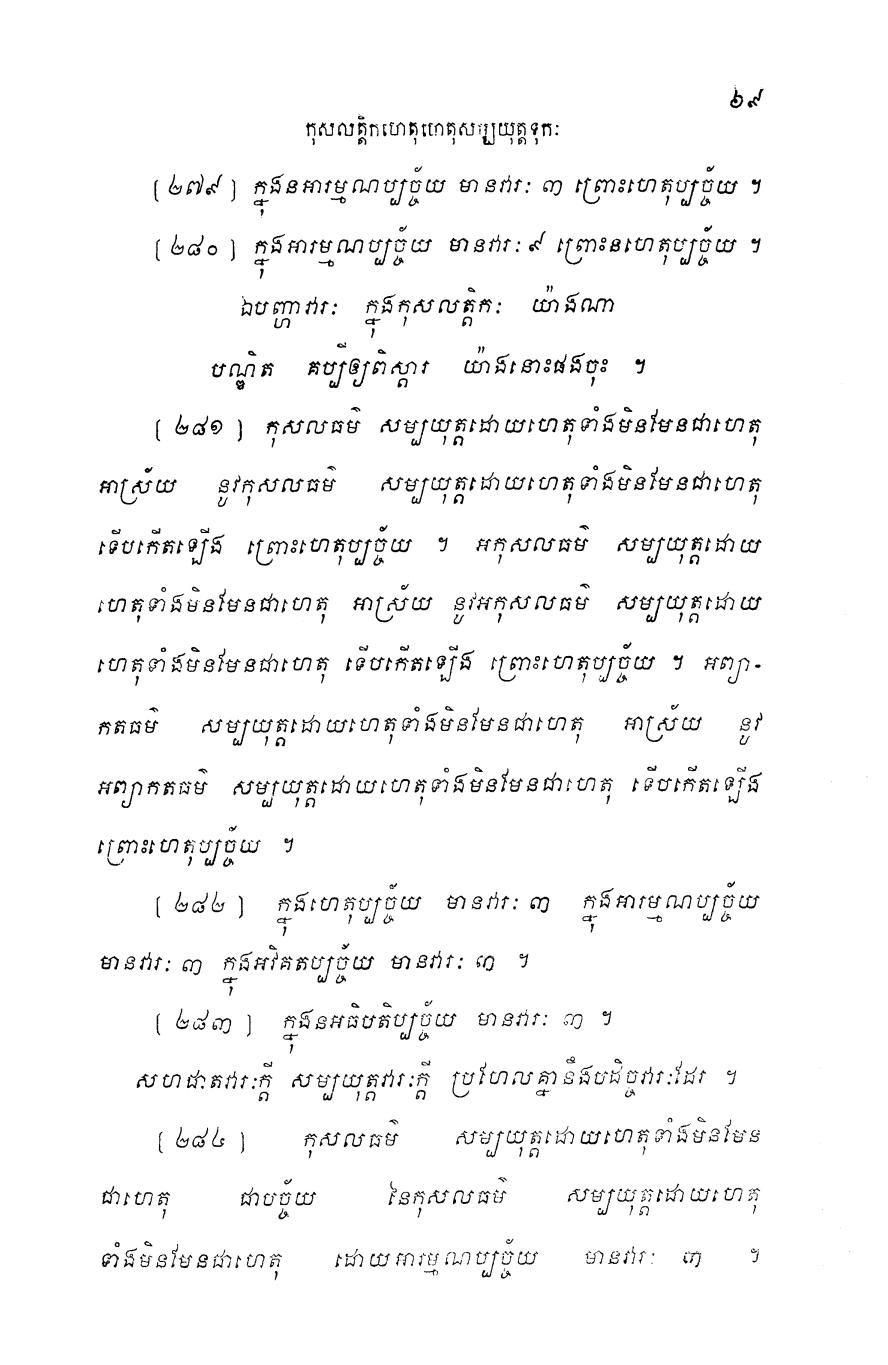 ៦៩
កុសលត្តិកហេតុហេតុសម្បយុត្តទុកៈ
[ ២៧៩ ] ក្នុងនអារម្មណប្បច្ច័យ មានវារៈ ៣ ព្រោះហេតុប្បច្ច័យ ។
[ ២៨០ ] ក្នុងអារម្មណប្បច្ច័យ មានវារៈ ៩ ព្រោះនហេតុប្បច្ច័យ ។
ឯបញ្ហាវារៈ ក្នុងកុសលត្តិកៈ យ៉ាងណា
បណ្ឌិត គប្បីឲ្យពិស្តារ យ៉ាងនោះផងចុះ ។
[ ២៨១ ] កុសលធម៌ សម្បយុត្តដោយហេតុទាំងមិនមែនជាហេតុ
អាស្រ័យ នូវកុសលធម៌ សម្បយុត្តដោយហេតុទាំងមិនមែនជាហេតុ
ទើបកើតឡើង ព្រោះហេតុប្បច្ច័យ ។ អកុសលធម៌ សម្បយុត្តដោយ
ហេតុទាំងមិនមែនជាហេតុ អាស្រ័យ នូវអកុសលធម៌ សម្បយុត្តដោយ
ហេតុទាំងមិនមែនជាហេតុ ទើបកើតឡើង ព្រោះហេតុប្បច្ច័យ ។ អព្យា-
កតធម៌ សម្បយុត្តដោយហេតុទាំងមិនមែនជាហេតុ អាស្រ័យ នូវ
អព្យាកតធម៌ សម្បយុត្តដោយហេតុទាំងមិនមែនជាហេតុ ទើបកើតឡើង
ព្រោះហេតុប្បច្ច័យ ។
[ ២៨២ ] ក្នុងហេតុប្បច្ច័យ មានវារៈ ៣ ក្នុងអារម្មណប្បច្ច័យ
មានវារៈ ៣ ក្នុងអវិគតប្បច្ច័យ មានវារៈ ៣ ។
[ ២៨៣ ] ក្នុងនអធិបតិប្បច្ច័យ មានវារៈ ៣ ។
សហជាតវារៈក្តី សម្បយុត្តវារៈក្តី ប្រហែលគ្នានឹងបដិច្ចវារៈដែរ ។
[ ២៨៤ ] កុសលធម៌ សម្បយុត្តដោយហេតុទាំងមិនមែន
ជាហេតុ ជាបច្ច័យ នៃកុសលធម៌ សម្បយុត្តដោយហេតុ
ទាំងមិនមែនជាហេតុ ដោយអារម្មណប្បច្ច័យ មានវារៈ ៣ ។